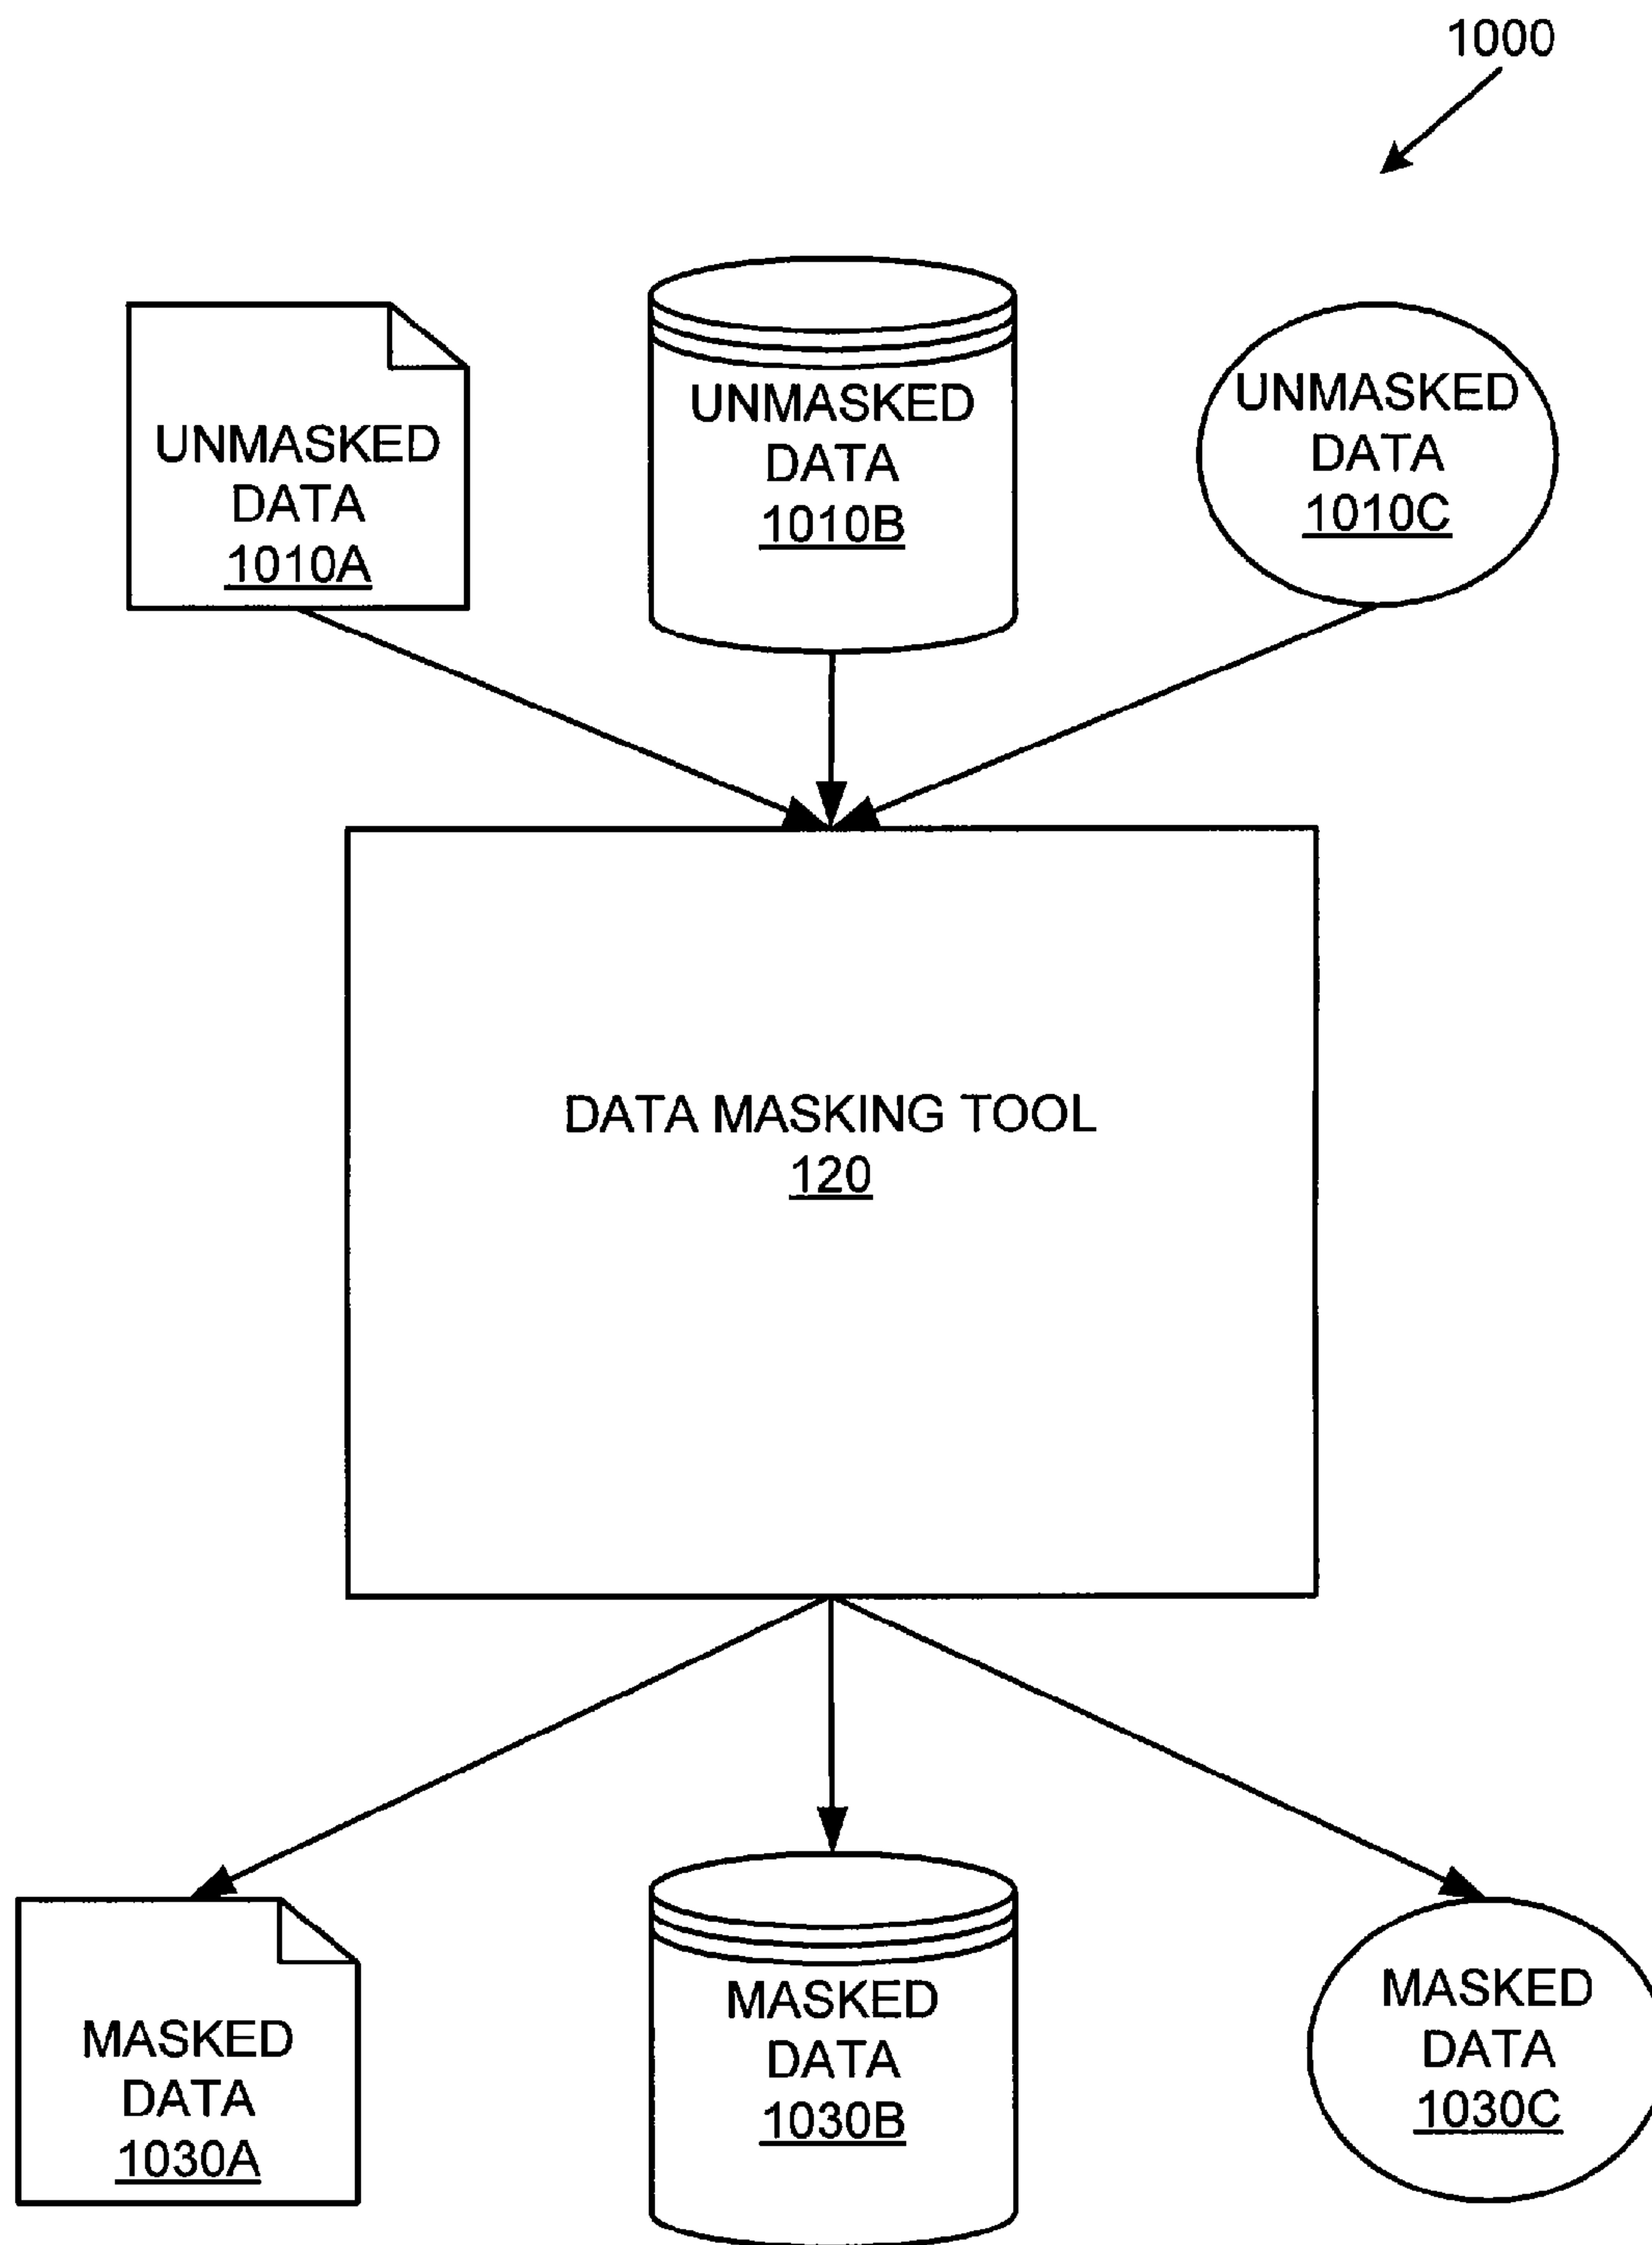 1000
UNMASKED
DATA
1010A
UNMASKED
DATA
1010B
UNMASKED
DATA
1010C
DATA MASKING TOOL
120
MASKED
DATA
1030A
MASKED
DATA
1030B
MASKED
DATA
1030C